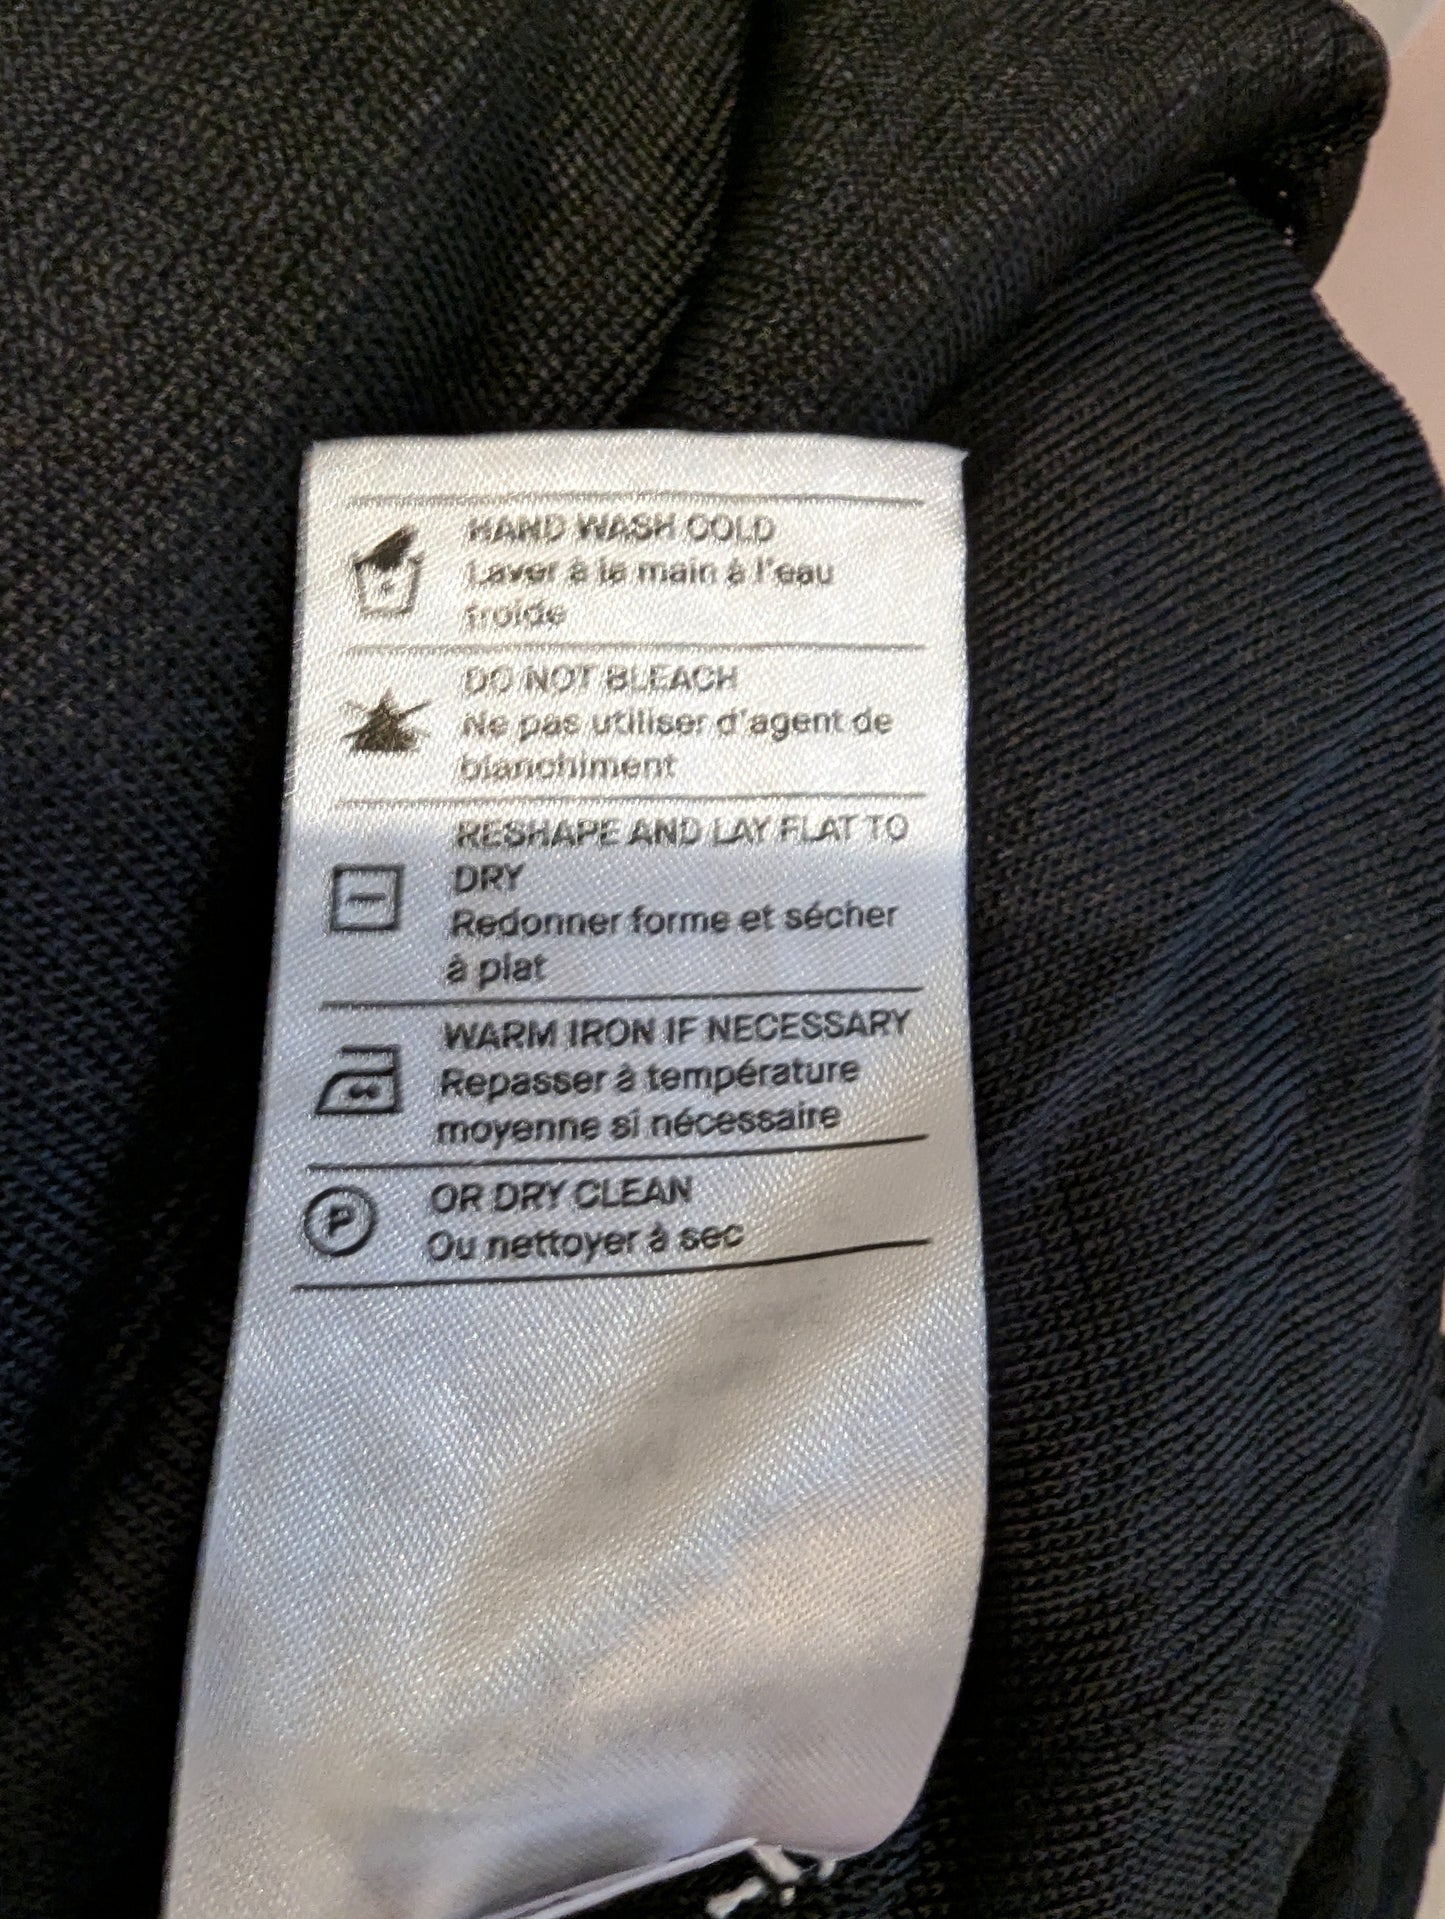 HAND WASH COLD
Laver à la main à l'eau
froide
DO NOT BLEACH
Ne pas utiliser d'agent de
blanchiment
RESHAPE AND LAY FLAT TO
DRY
Redonner forme et sécher
à plat
WARM IRON IF NECESSARY
Repasser à température
moyenne si nécessaire
P
OR DRY CLEAN
Ou nettoyer à sec